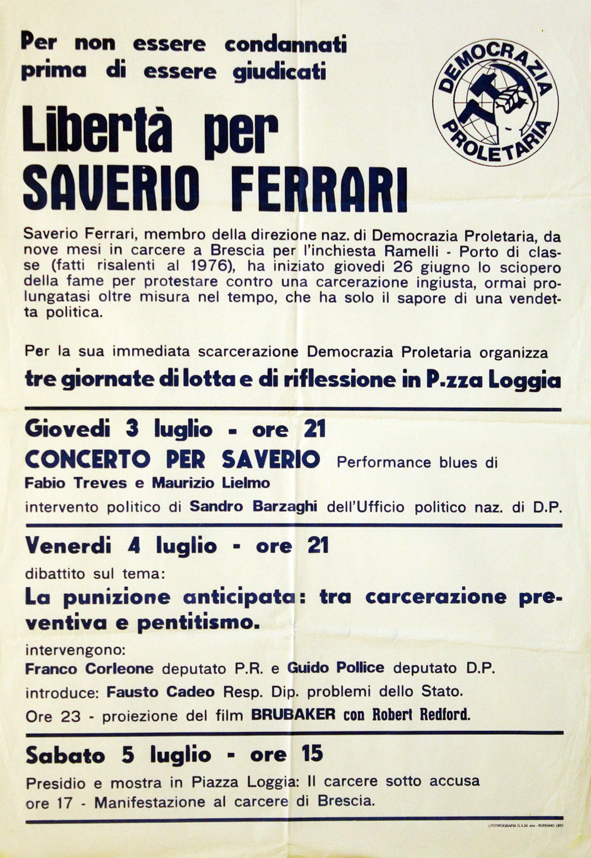 Per non essere condannati
prima di essere giudicati
DEMOCRAZIA
PROLETARIA
Libertà per
SAVERIO FERRARI
Saverio Ferrari, membro della direzione naz. di Democrazia Proletaria, da
nove mesi in carcere a Brescia per l'inchiesta Ramelli - Porto di clas-
se (fatti risalenti al 1976), ha iniziato giovedi 26 giugno lo sciopero
della fame per protestare contro una carcerazione ingiusta, ormai pro-
lungatasi oltre misura nel tempo, che ha solo il sapore di una vendet-
ta politica.
Per la sua immediata scarcerazione Democrazia Proletaria organizza
tre giornate di lotta e di riflessione in P.zza Loggia
Giovedi 3 luglio - ore 21
CONCERTO PER SAVERIO Performance blues di
Fabio Treves e Maurizio Lielmo
intervento politico di Sandro Barzaghi dell'Ufficio politico naz. di D.P.
Venerdi 4 luglio - ore 21
dibattito sul tema:
La punizione anticipata: tra carcerazione pre-
ventiva e pentitismo.
intervengono:
Franco Corleone deputato P.R. e Guido Pollice deputato D.P.
introduce: Fausto Cadeo Resp. Dip. problemi dello Stato.
Ore 23 - proiezione del film BRUBAKER con Robert Redford.
Sabato 5 luglio - ore 15
Presidio e mostra in Piazza Loggia: Il carcere sotto accusa
ore 17 - Manifestazione al carcere di Brescia.